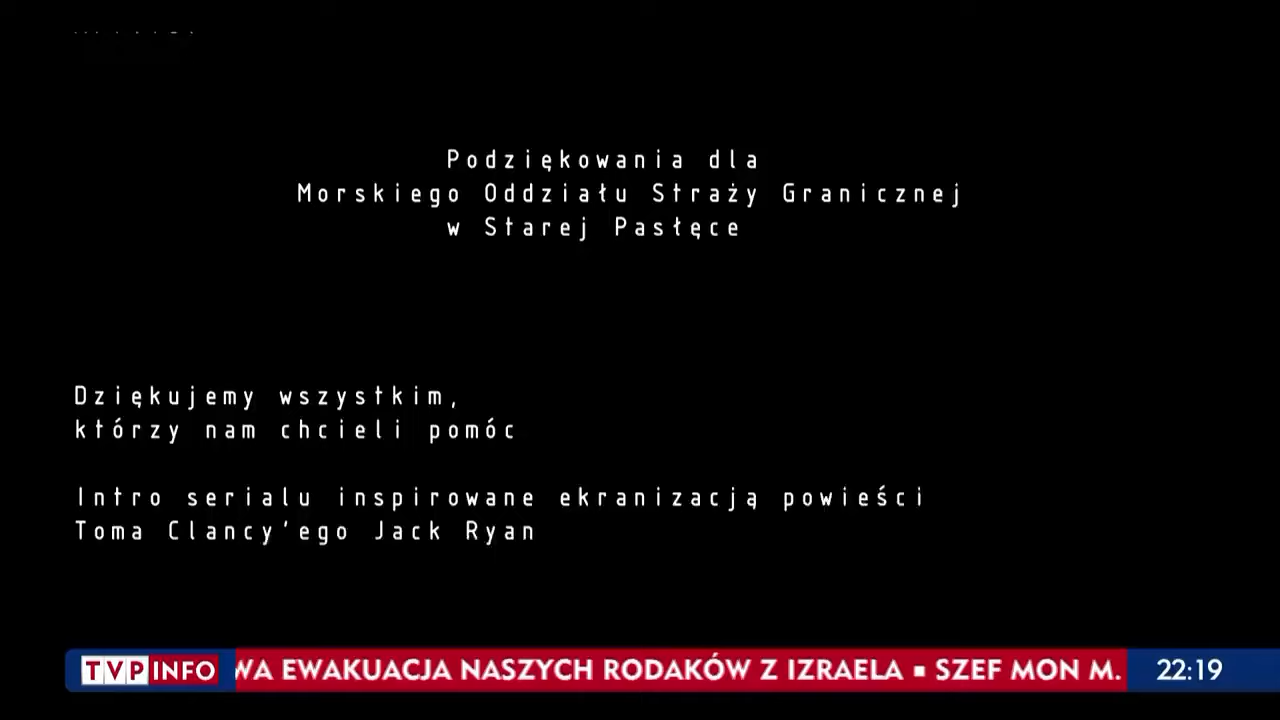 Podziękowania dla
Morskiego Oddziału Straży Granicznej
w Starej Pasłęce
Dziękujemy wszystkim,
którzy nam chcieli pomóc
Intro serialu inspirowane ekranizacją powieści
Toma Clancy'ego Jack Ryan
TVP INFO EWAKUACJA NASZYCH RODAKÓW Z IZRAELA ▪ SZEF MON M. 22:19